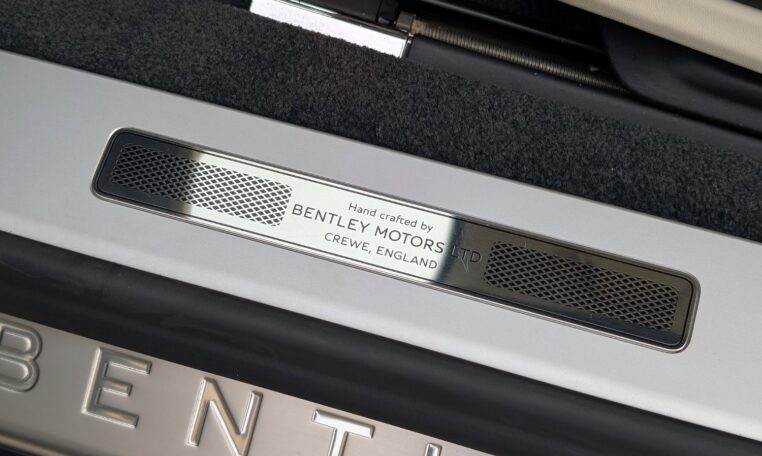 Hand crafted by
BENTLEY MOTORS LTD
CREWE, ENGLAND
BENTL